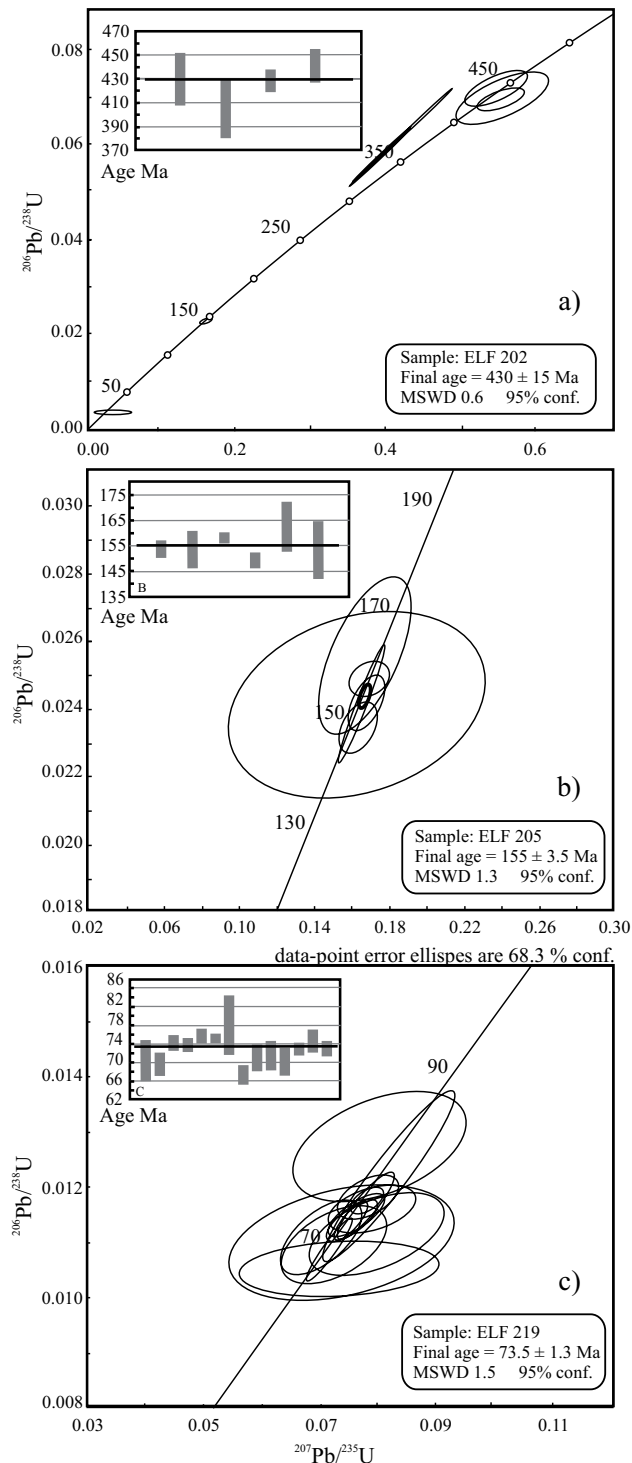 470
450
430
410
390
370
Age Ma
0.08
0.06
0.04
0.02
0.00
²⁰⁶Pb/²³⁸U
450
350
250
150
50
a)
Sample: ELF 202
Final age = 430 ± 15 Ma
MSWD 0.6 95% conf.
0.00
0.2
0.4
0.6
175
165
155
145
135
B
Age Ma
0.030
0.028
0.026
0.024
0.022
0.020
0.018
²⁰⁶Pb/²³⁸U
190
170
150
130
b)
Sample: ELF 205
Final age = 155 ± 3.5 Ma
MSWD 1.3 95% conf.
0.02
0.06
0.10
0.14
0.18
0.22
0.26
0.30
data-point error ellispes are 68.3 % conf.
86
82
78
74
70
66
62
C
Age Ma
0.016
0.014
0.012
0.010
0.008
²⁰⁶Pb/²³⁸U
90
70
c)
Sample: ELF 219
Final age = 73.5 ± 1.3 Ma
MSWD 1.5 95% conf.
0.03
0.05
0.07
0.09
0.11
²⁰⁷Pb/²³⁵U